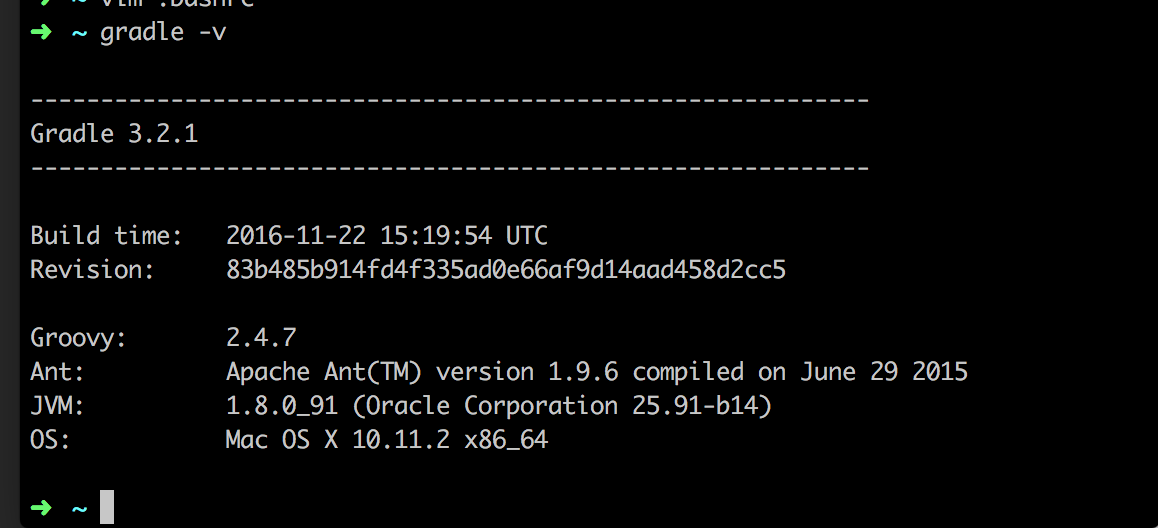 ➜ ~ vim .bashrc
➜ ~ gradle -v
------------------------------------------------------------
Gradle 3.2.1
------------------------------------------------------------
Build time: 2016-11-22 15:19:54 UTC
Revision: 83b485b914fd4f335ad0e66af9d14aad458d2cc5
Groovy: 2.4.7
Ant: Apache Ant(TM) version 1.9.6 compiled on June 29 2015
JVM: 1.8.0_91 (Oracle Corporation 25.91-b14)
OS: Mac OS X 10.11.2 x86_64
➜ ~